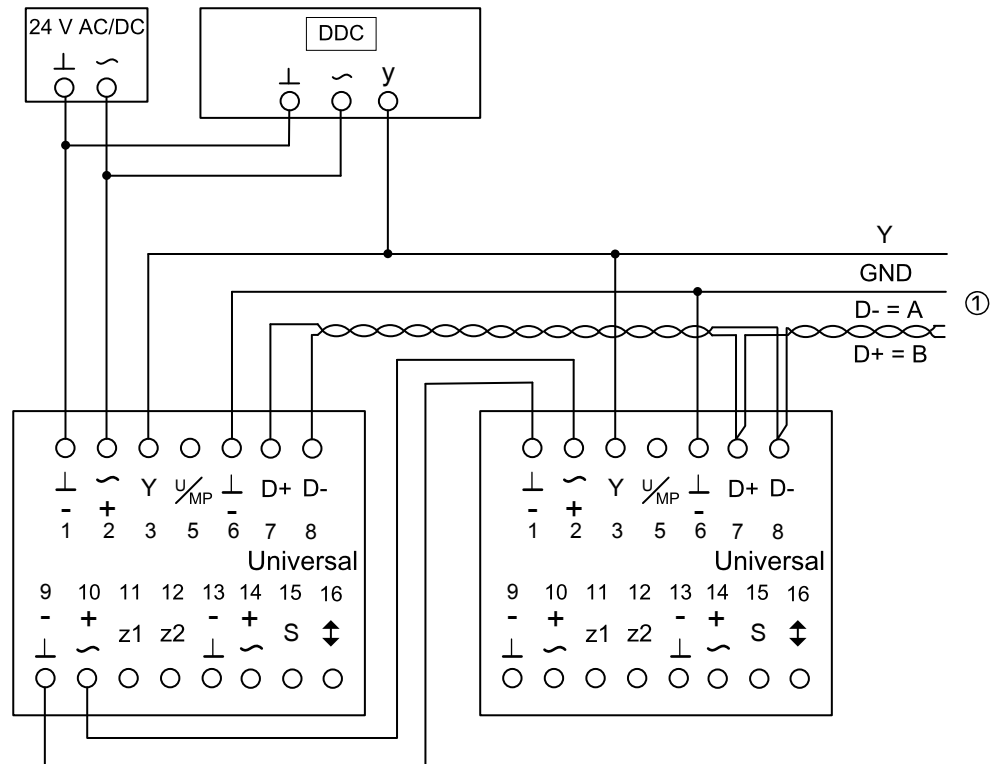 24 V AC/DC
DDC
⊥ ~
⊥ ~ y
Y
GND
①
D- = A
D+ = B
⊥ ~ Y U/MP ⊥ D+ D-
- + -
1 2 3 5 6 7 8
Universal
9 10 11 12 13 14 15 16
- + z1 z2 - + S ↕
⊥ ~ ⊥ ~
⊥ ~ Y U/MP ⊥ D+ D-
- + -
1 2 3 5 6 7 8
Universal
9 10 11 12 13 14 15 16
- + z1 z2 - + S ↕
⊥ ~ ⊥ ~